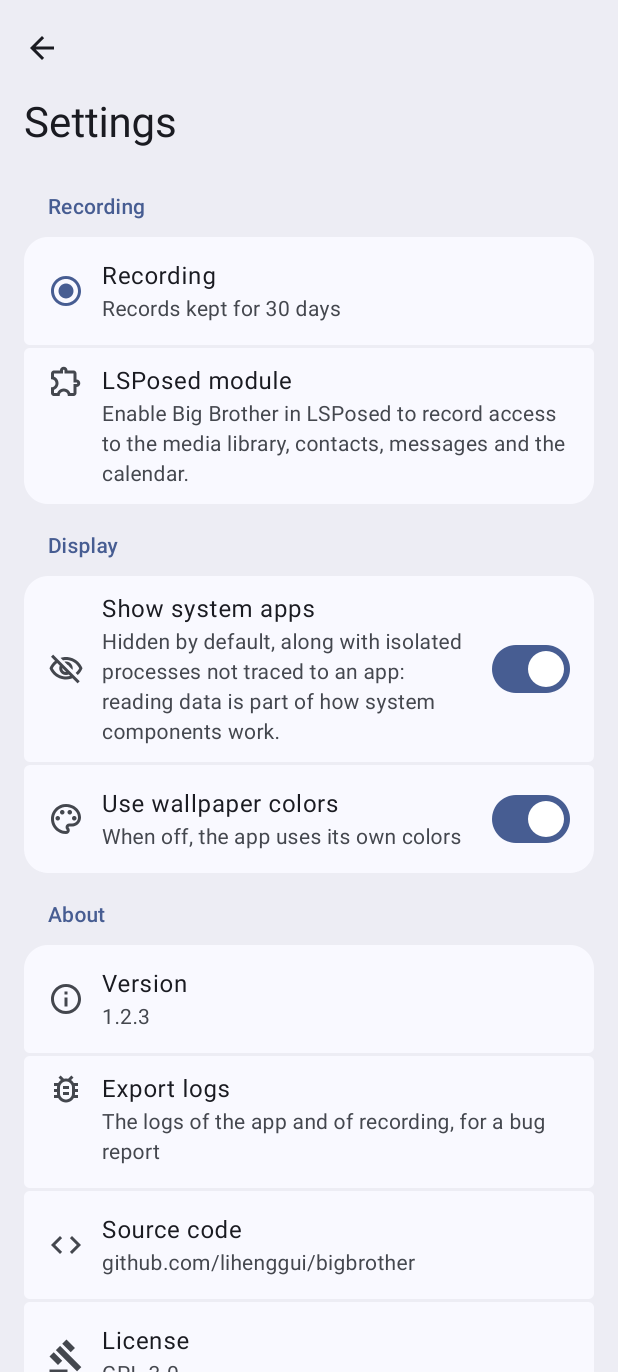 Settings
Recording
Recording
Records kept for 30 days
LSPosed module
Enable Big Brother in LSPosed to record access
to the media library, contacts, messages and the
calendar.
Display
Show system apps
Hidden by default, along with isolated
processes not traced to an app:
reading data is part of how system
components work.
Use wallpaper colors
When off, the app uses its own colors
About
Version
1.2.3
Export logs
The logs of the app and of recording, for a bug
report
Source code
github.com/lihenggui/bigbrother
License